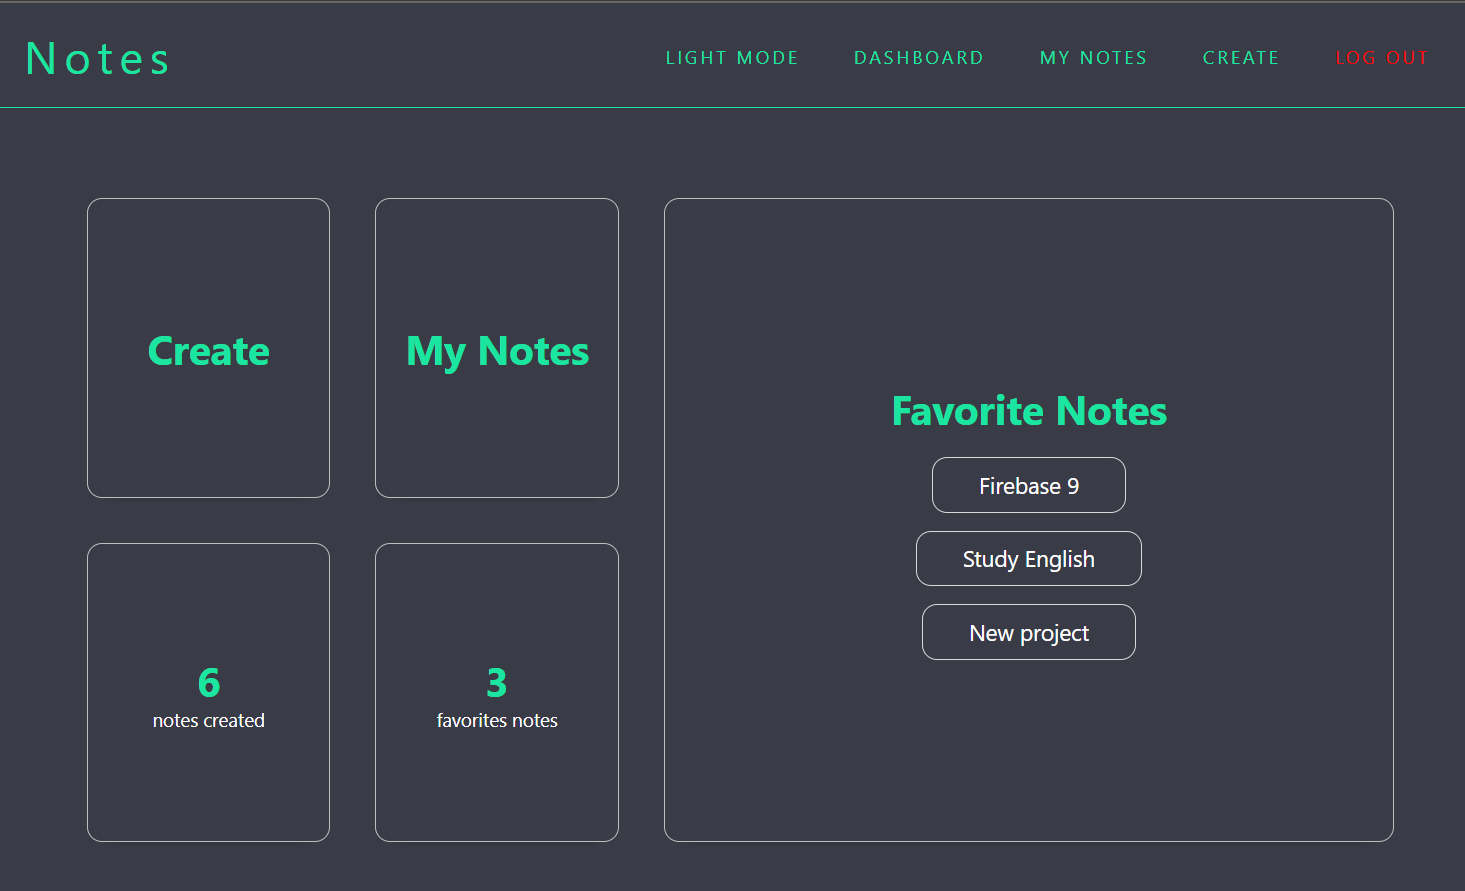 Notes
LIGHT MODE
DASHBOARD
MY NOTES
CREATE
LOG OUT
Create
My Notes
6
notes created
3
favorites notes
Favorite Notes
Firebase 9
Study English
New project